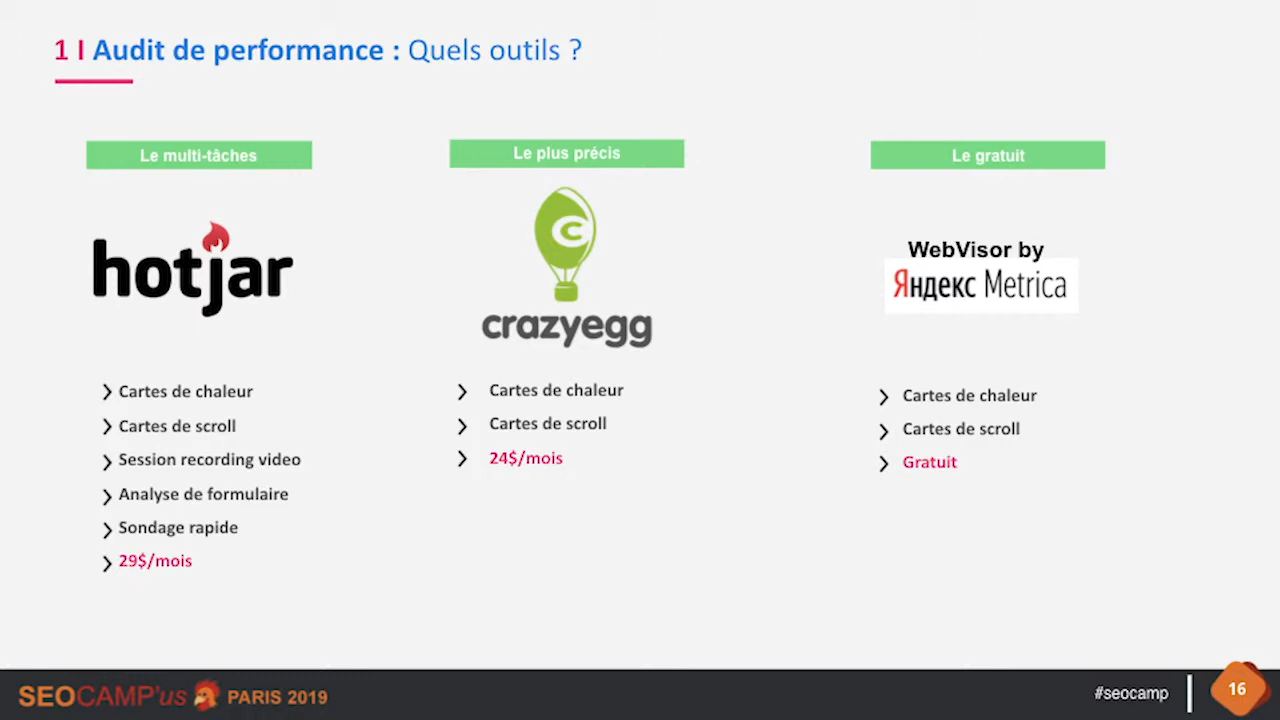 1 I Audit de performance : Quels outils ?
Le multi-tâches
hotjar
Cartes de chaleur
Cartes de scroll
Session recording video
Analyse de formulaire
Sondage rapide
29$/mois
Le plus précis
C
crazyegg
Cartes de chaleur
Cartes de scroll
24$/mois
Le gratuit
WebVisor by
Яндекс Metrica
Cartes de chaleur
Cartes de scroll
Gratuit
SEOCAMP'us PARIS 2019
#seocamp
16